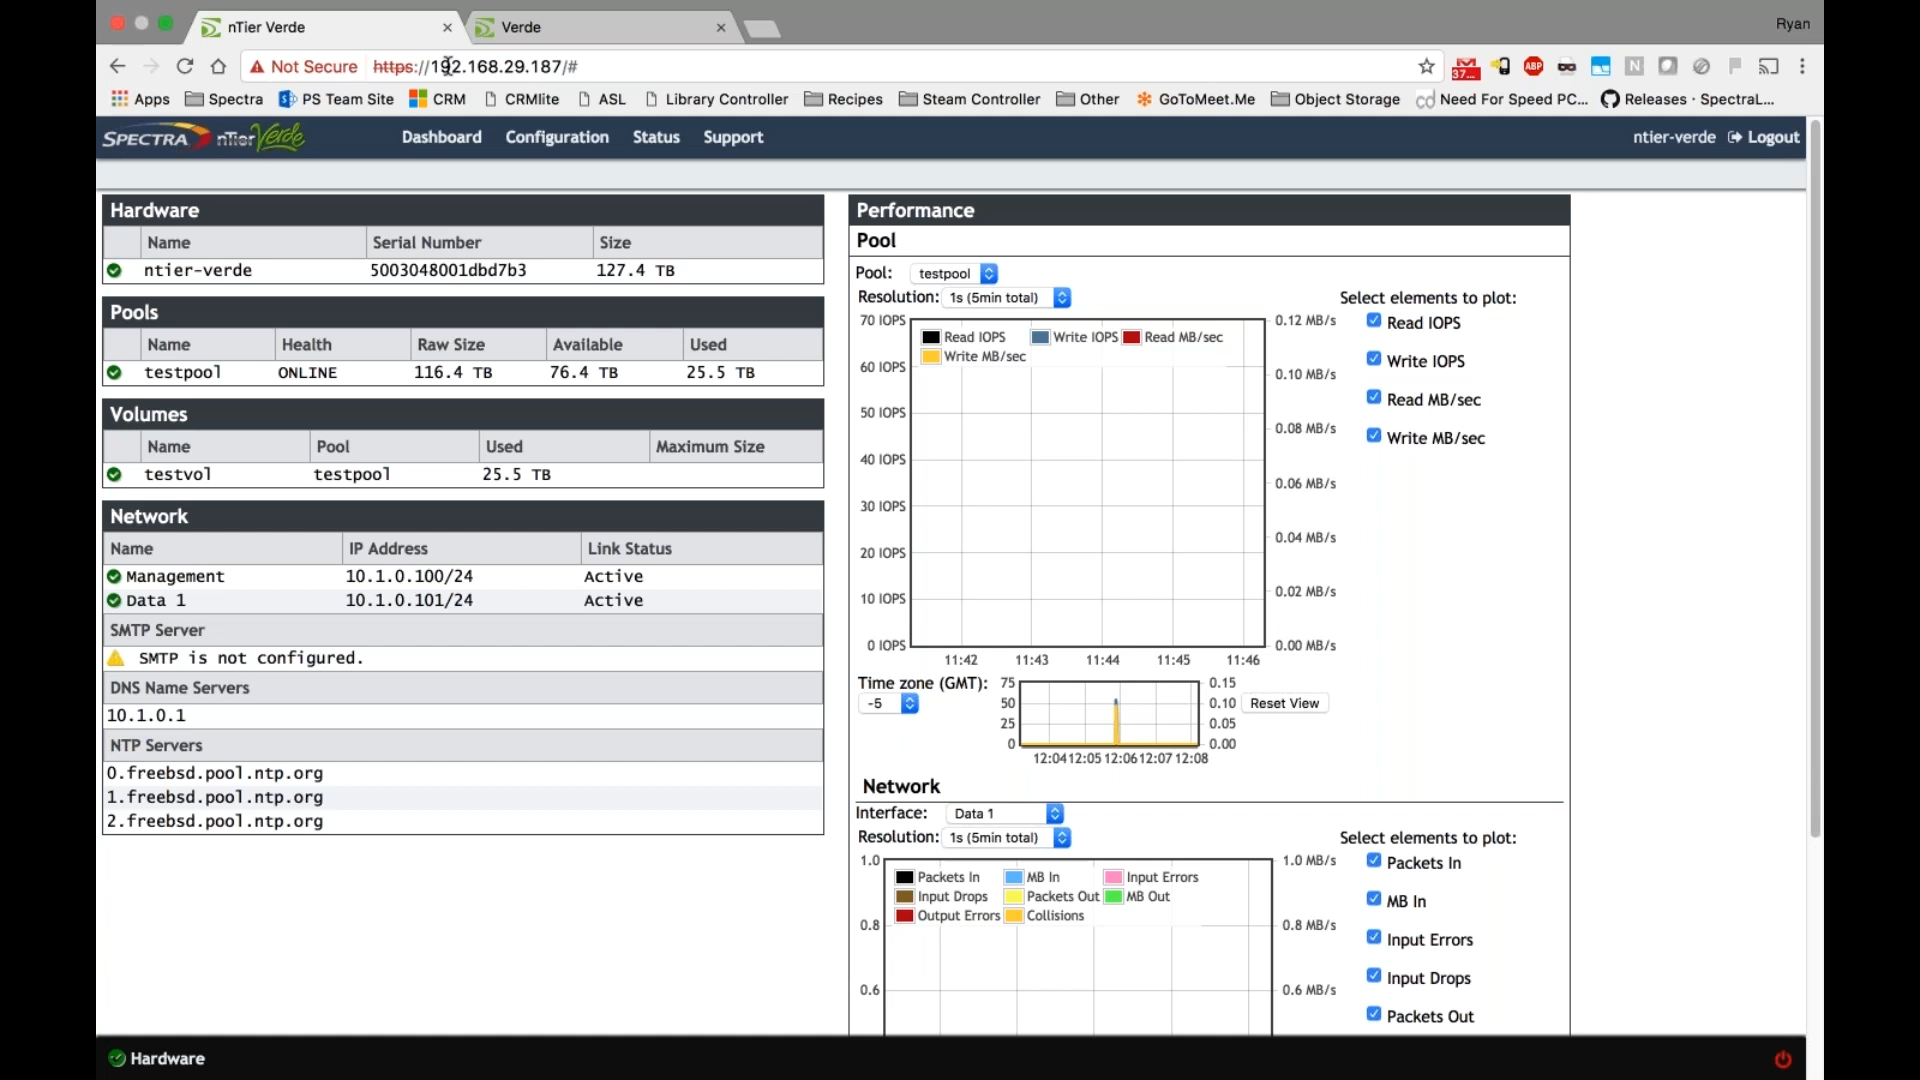 nTier Verde
Verde
Ryan
Not Secure
https://192.168.29.187/#
37...
ABP
N
Apps
Spectra
PS Team Site
CRM
CRMlite
ASL
Library Controller
Recipes
Steam Controller
Other
GoToMeet.Me
Object Storage
Need For Speed PC...
Releases · SpectraL...
SPECTRA nTier Verde
Dashboard
Configuration
Status
Support
ntier-verde
Logout
Hardware
Name Serial Number Size
ntier-verde 5003048001dbd7b3 127.4 TB
Pools
Name Health Raw Size Available Used
testpool ONLINE 116.4 TB 76.4 TB 25.5 TB
Volumes
Name Pool Used Maximum Size
testvol testpool 25.5 TB
Network
Name IP Address Link Status
Management 10.1.0.100/24 Active
Data 1 10.1.0.101/24 Active
SMTP Server
SMTP is not configured.
DNS Name Servers
10.1.0.1
NTP Servers
0.freebsd.pool.ntp.org
1.freebsd.pool.ntp.org
2.freebsd.pool.ntp.org
Performance
Pool
Pool: testpool
Resolution: 1s (5min total)
Select elements to plot:
Read IOPS
Write IOPS
Read MB/sec
Write MB/sec
70 IOPS
60 IOPS
50 IOPS
40 IOPS
30 IOPS
20 IOPS
10 IOPS
0 IOPS
Read IOPS Write IOPS Read MB/sec
Write MB/sec
0.12 MB/s
0.10 MB/s
0.08 MB/s
0.06 MB/s
0.04 MB/s
0.02 MB/s
0.00 MB/s
11:42 11:43 11:44 11:45 11:46
Time zone (GMT):
-5
75
50
25
0
0.15
0.10
0.05
0.00
12:04 12:05 12:06 12:07 12:08
Reset View
Network
Interface: Data 1
Resolution: 1s (5min total)
Select elements to plot:
Packets In
MB In
Input Errors
Input Drops
Packets Out
1.0
0.8
0.6
Packets In MB In Input Errors
Input Drops Packets Out MB Out
Output Errors Collisions
1.0 MB/s
0.8 MB/s
0.6 MB/s
Hardware